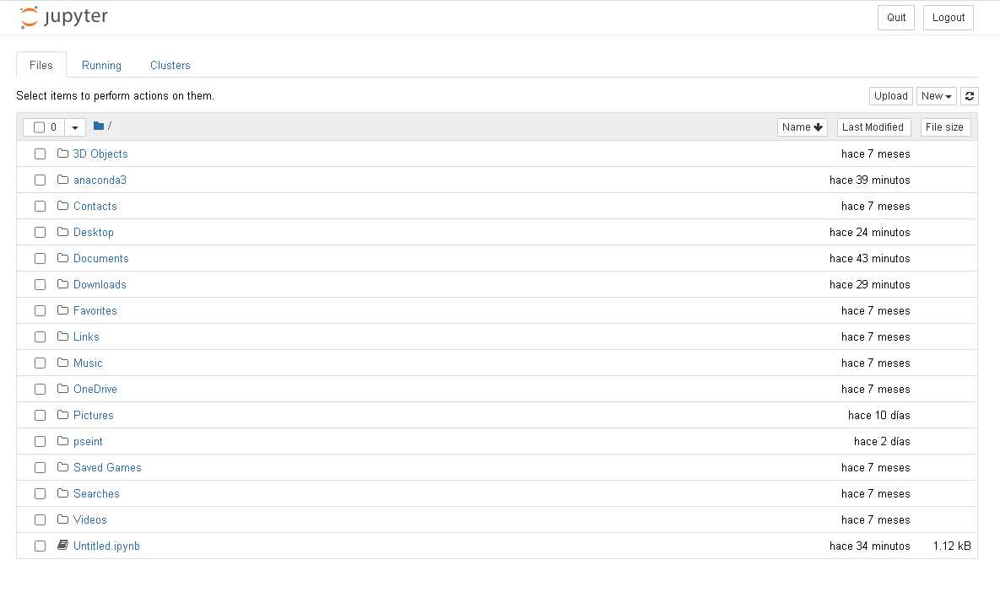 jupyter Quit Logout
Files Running Clusters
Select items to perform actions on them. Upload New
0 / Name Last Modified File size
3D Objects hace 7 meses
anaconda3 hace 39 minutos
Contacts hace 7 meses
Desktop hace 24 minutos
Documents hace 43 minutos
Downloads hace 29 minutos
Favorites hace 7 meses
Links hace 7 meses
Music hace 7 meses
OneDrive hace 7 meses
Pictures hace 10 días
pseint hace 2 días
Saved Games hace 7 meses
Searches hace 7 meses
Videos hace 7 meses
Untitled.ipynb hace 34 minutos 1.12 kB